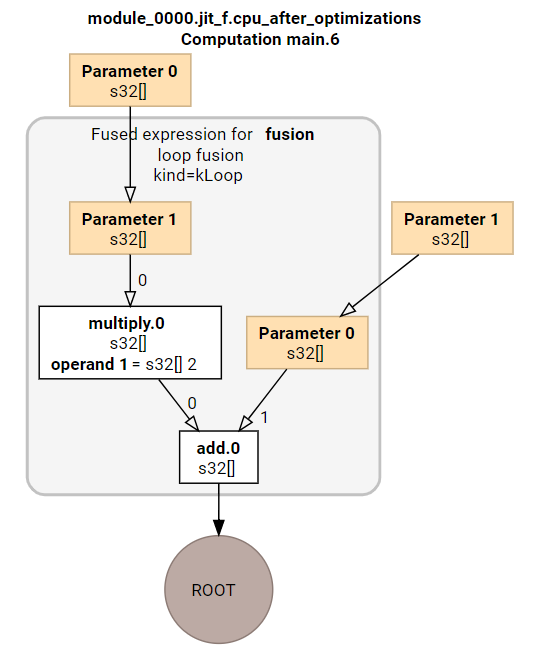 module_0000.jit_f.cpu_after_optimizations
Computation main.6
Parameter 0
s32[]
Fused expression for fusion
loop fusion
kind=kLoop
Parameter 1
s32[]
Parameter 1
s32[]
0
multiply.0
s32[]
operand 1 = s32[] 2
Parameter 0
s32[]
0
1
add.0
s32[]
ROOT